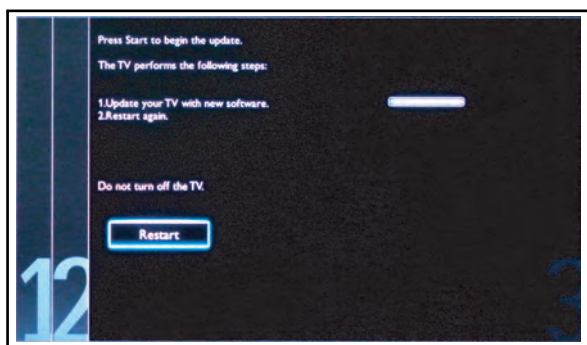 Press Start to begin the update.
The TV performs the following steps:
1.Update your TV with new software.
2.Restart again.
Do not turn off the TV.
Restart
12
3